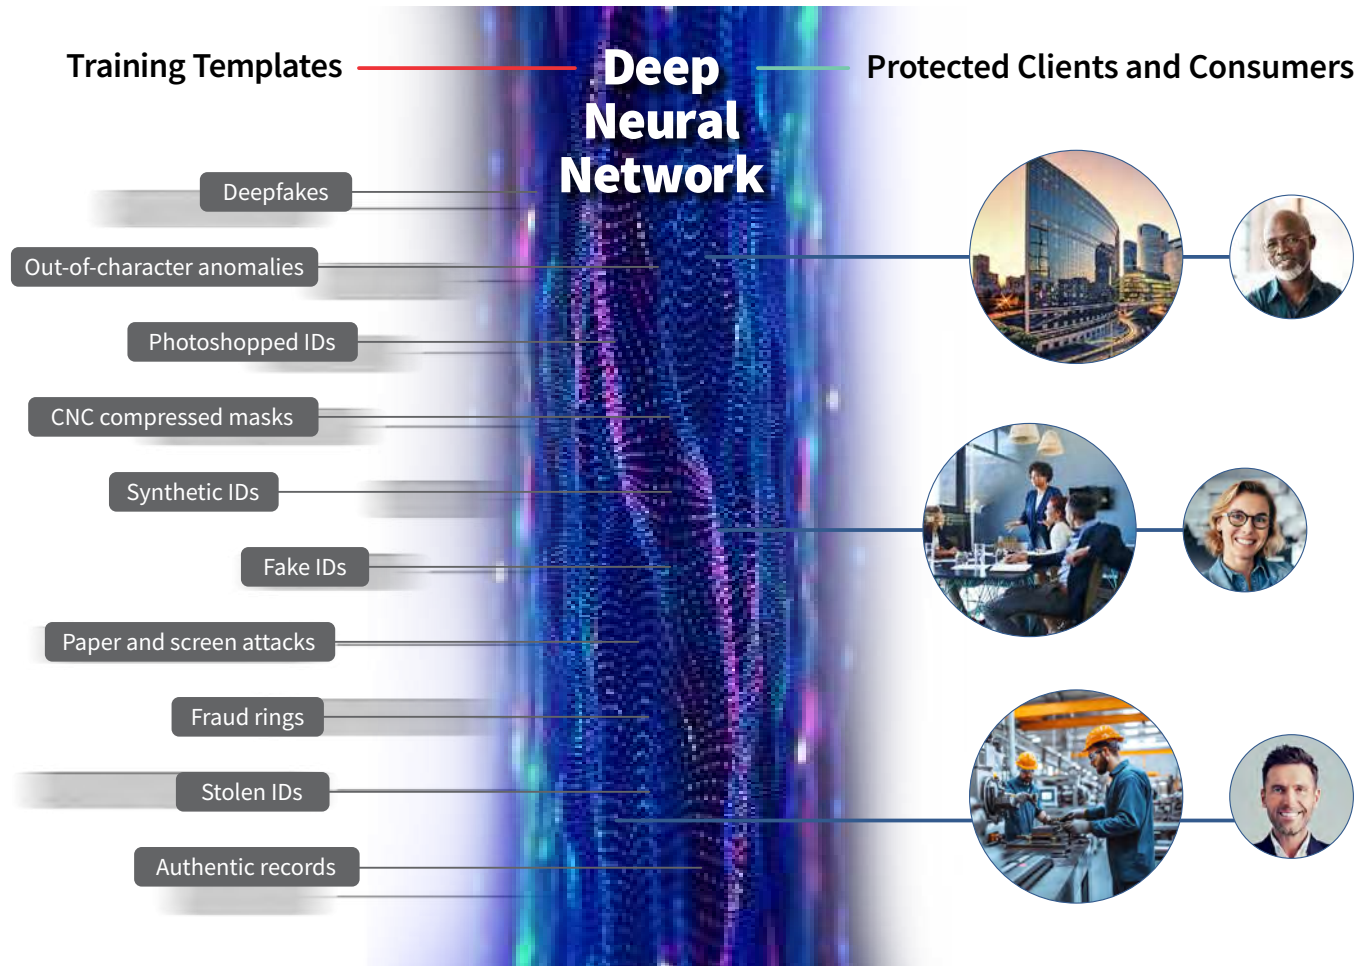 Training Templates
Deep
Neural
Network
Protected Clients and Consumers
Deepfakes
Out-of-character anomalies
Photoshopped IDs
CNC compressed masks
Synthetic IDs
Fake IDs
Paper and screen attacks
Fraud rings
Stolen IDs
Authentic records